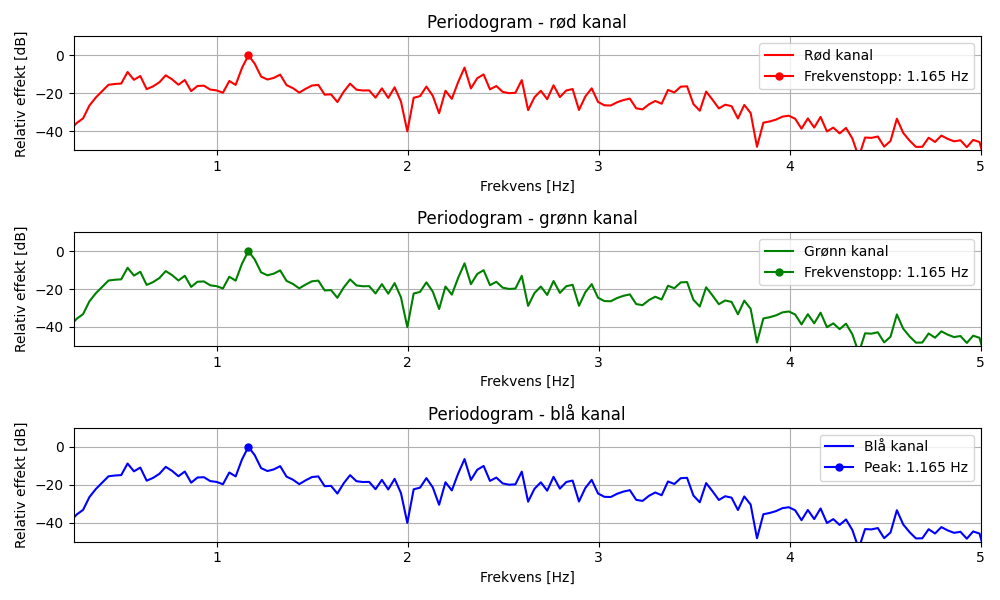 Periodogram - rød kanal
Relativ effekt [dB]
0
−20
−40
Rød kanal
Frekvenstopp: 1.165 Hz
1 2 3 4 5
Frekvens [Hz]
Periodogram - grønn kanal
Relativ effekt [dB]
0
−20
−40
Grønn kanal
Frekvenstopp: 1.165 Hz
1 2 3 4 5
Frekvens [Hz]
Periodogram - blå kanal
Relativ effekt [dB]
0
−20
−40
Blå kanal
Peak: 1.165 Hz
1 2 3 4 5
Frekvens [Hz]